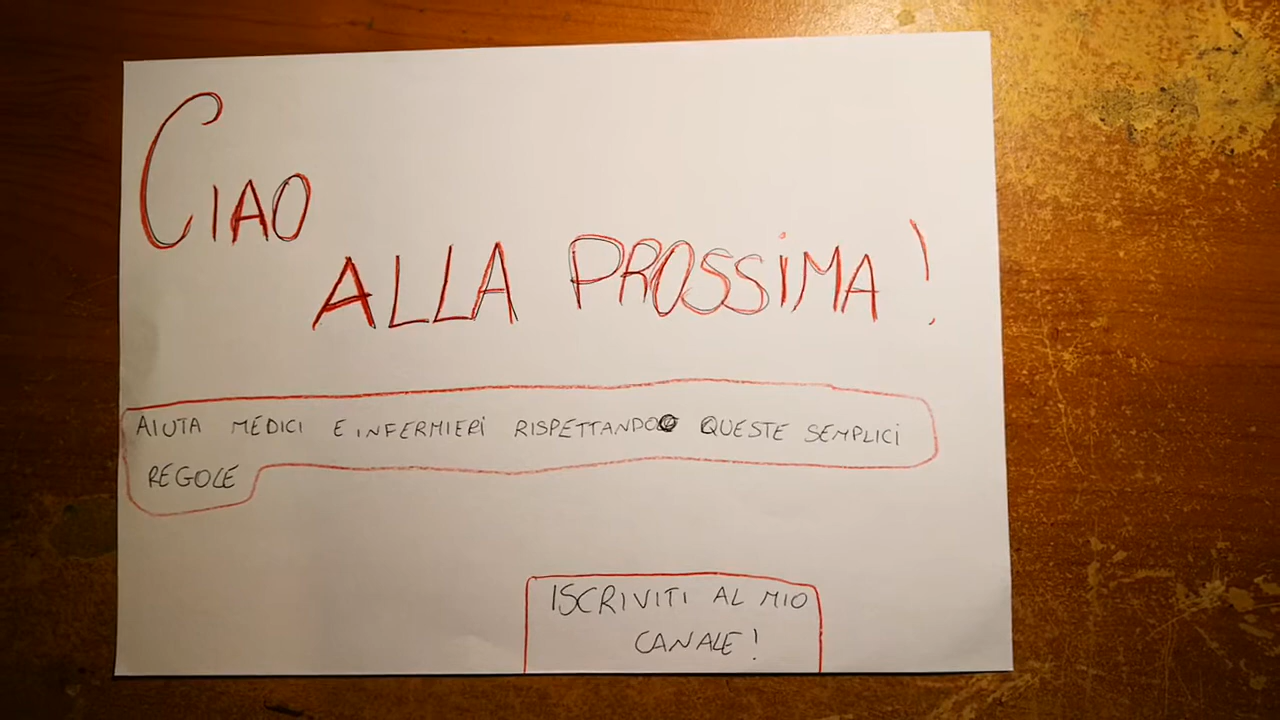 CIAO
ALLA PROSSIMA!
AIUTA MEDICI E INFERMIERI RISPETTANDO QUESTE SEMPLICI
REGOLE
ISCRIVITI AL MIO
CANALE!